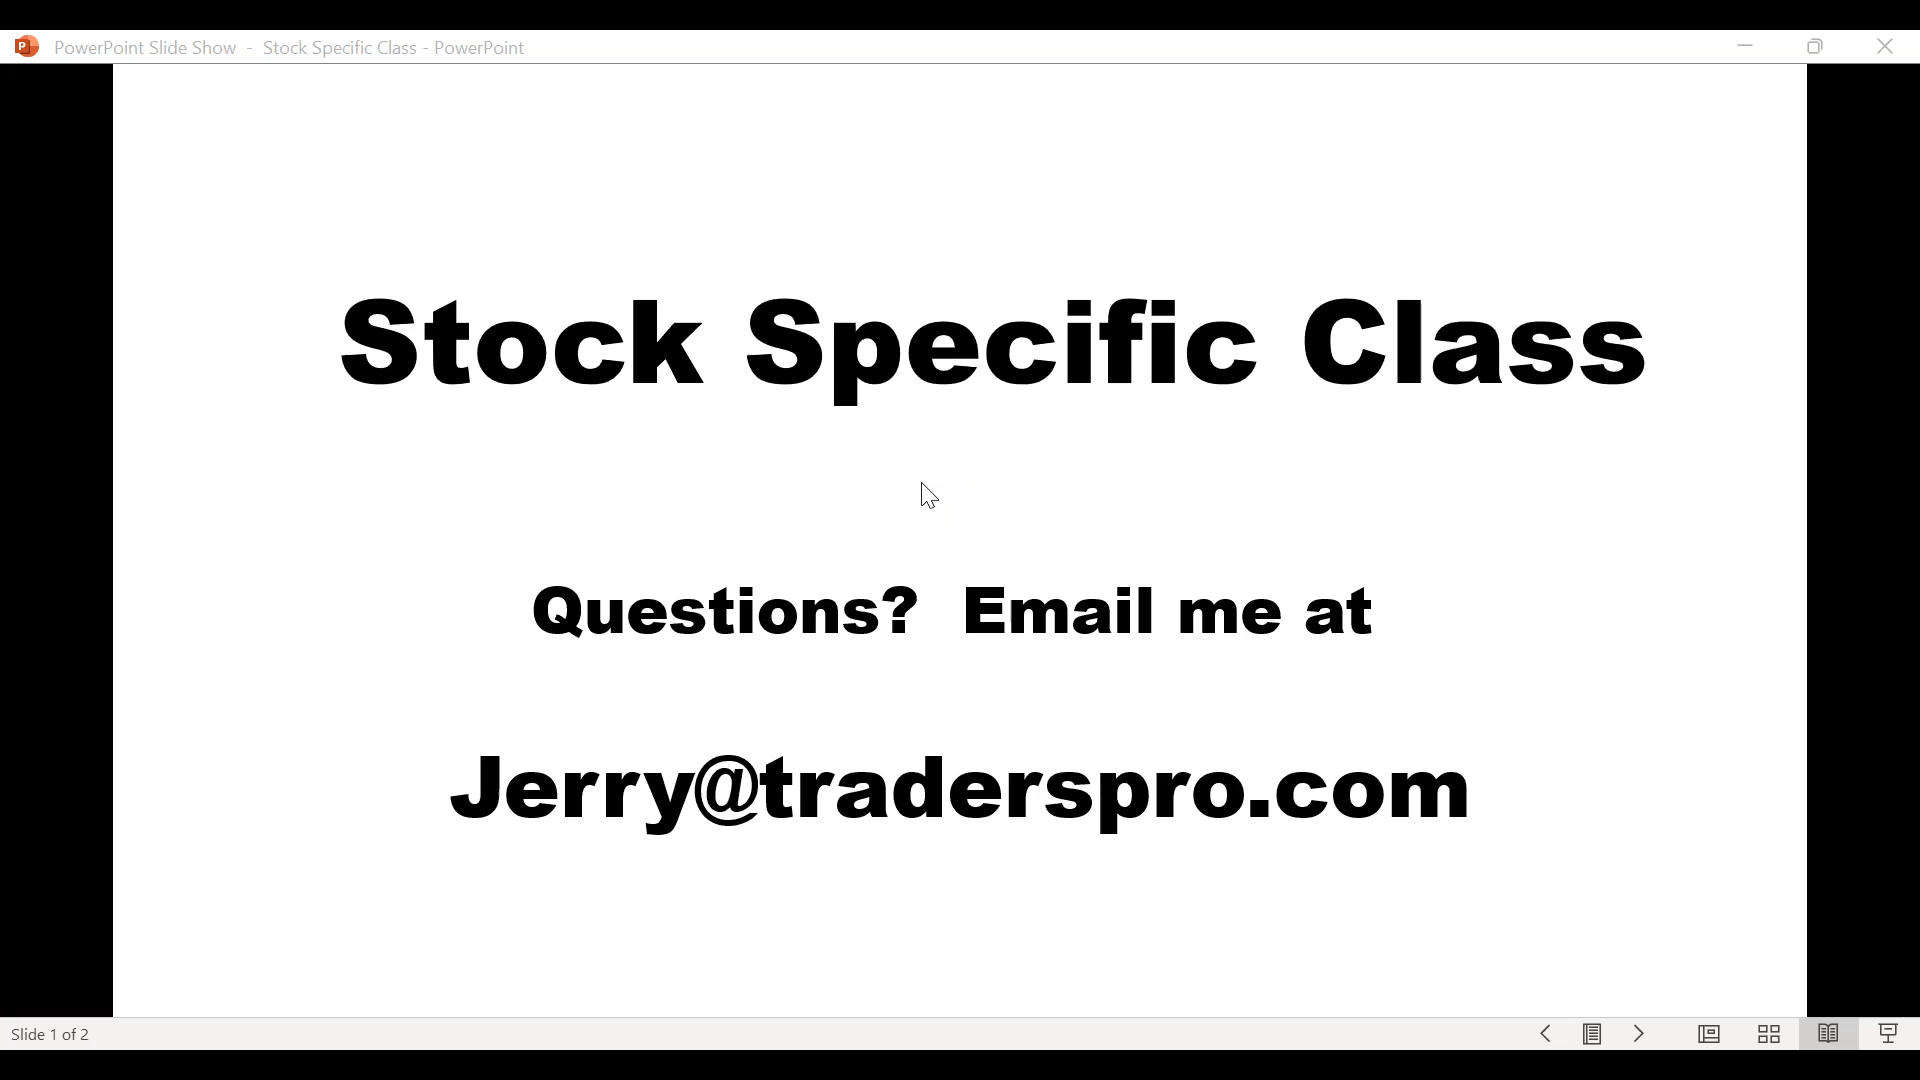 PowerPoint Slide Show - Stock Specific Class - PowerPoint
Stock Specific Class
Questions? Email me at
Jerry@traderspro.com
Slide 1 of 2